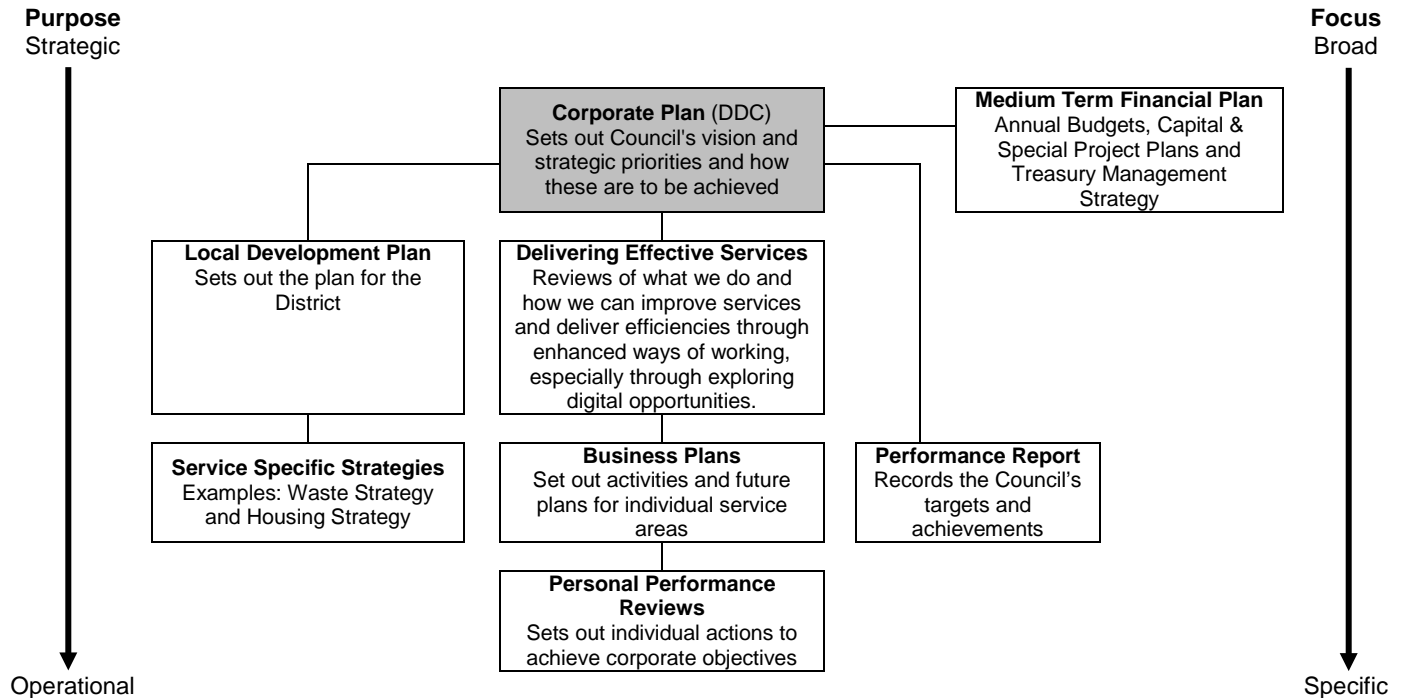 Purpose
Strategic
Focus
Broad
Corporate Plan (DDC)
Sets out Council's vision and
strategic priorities and how
these are to be achieved
Medium Term Financial Plan
Annual Budgets, Capital &
Special Project Plans and
Treasury Management
Strategy
Local Development Plan
Sets out the plan for the
District
Delivering Effective Services
Reviews of what we do and
how we can improve services
and deliver efficiencies through
enhanced ways of working,
especially through exploring
digital opportunities.
Service Specific Strategies
Examples: Waste Strategy
and Housing Strategy
Business Plans
Set out activities and future
plans for individual service
areas
Performance Report
Records the Council’s
targets and
achievements
Personal Performance
Reviews
Sets out individual actions to
achieve corporate objectives
Operational
Specific